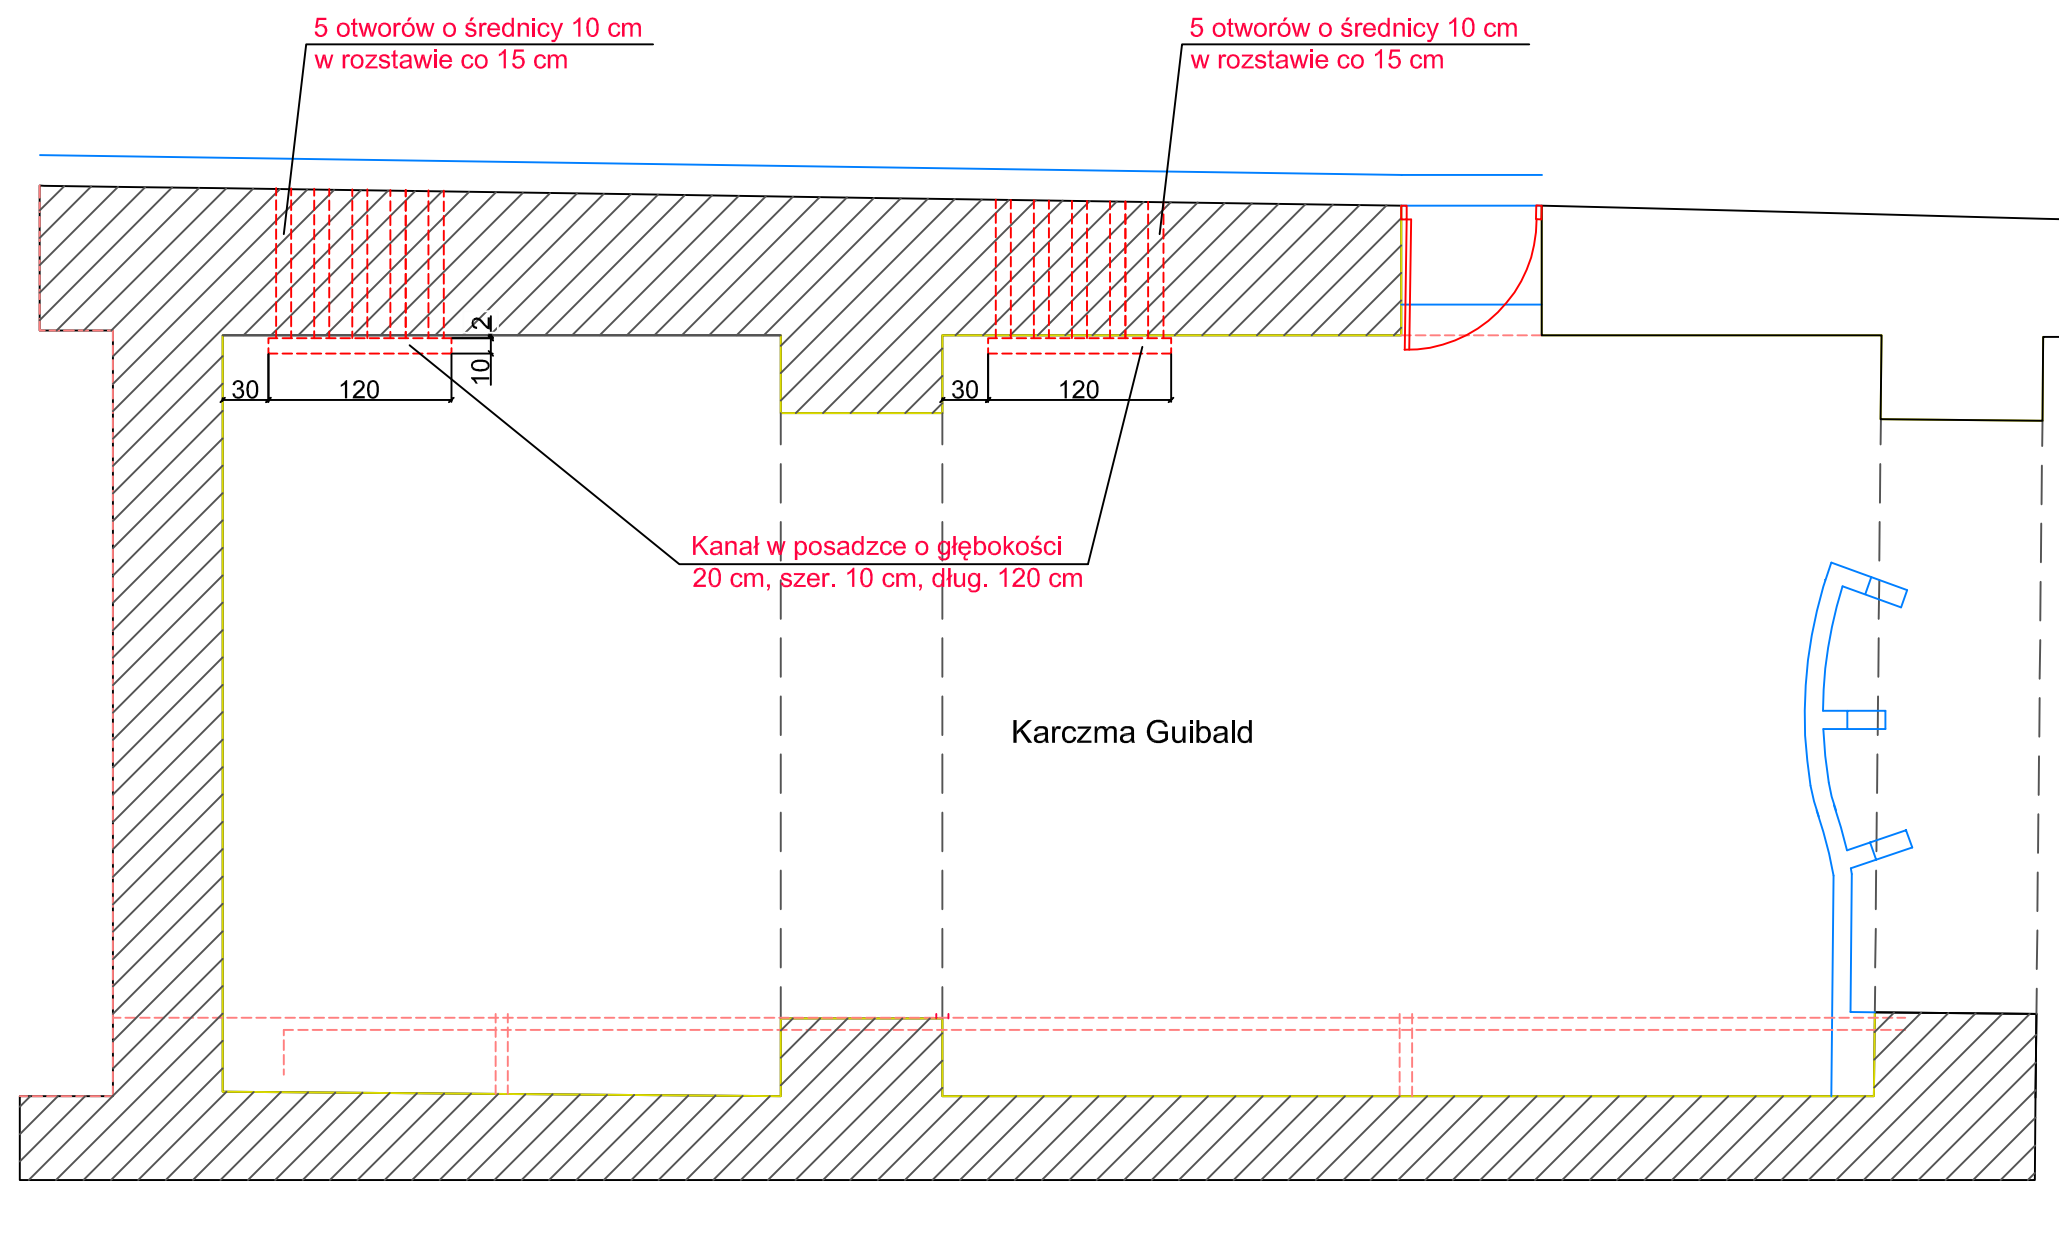 5 otworów o średnicy 10 cm
w rozstawie co 15 cm
5 otworów o średnicy 10 cm
w rozstawie co 15 cm
2
10
30
120
30
120
Kanał w posadzce o głębokości
20 cm, szer. 10 cm, dług. 120 cm
Karczma Guibald